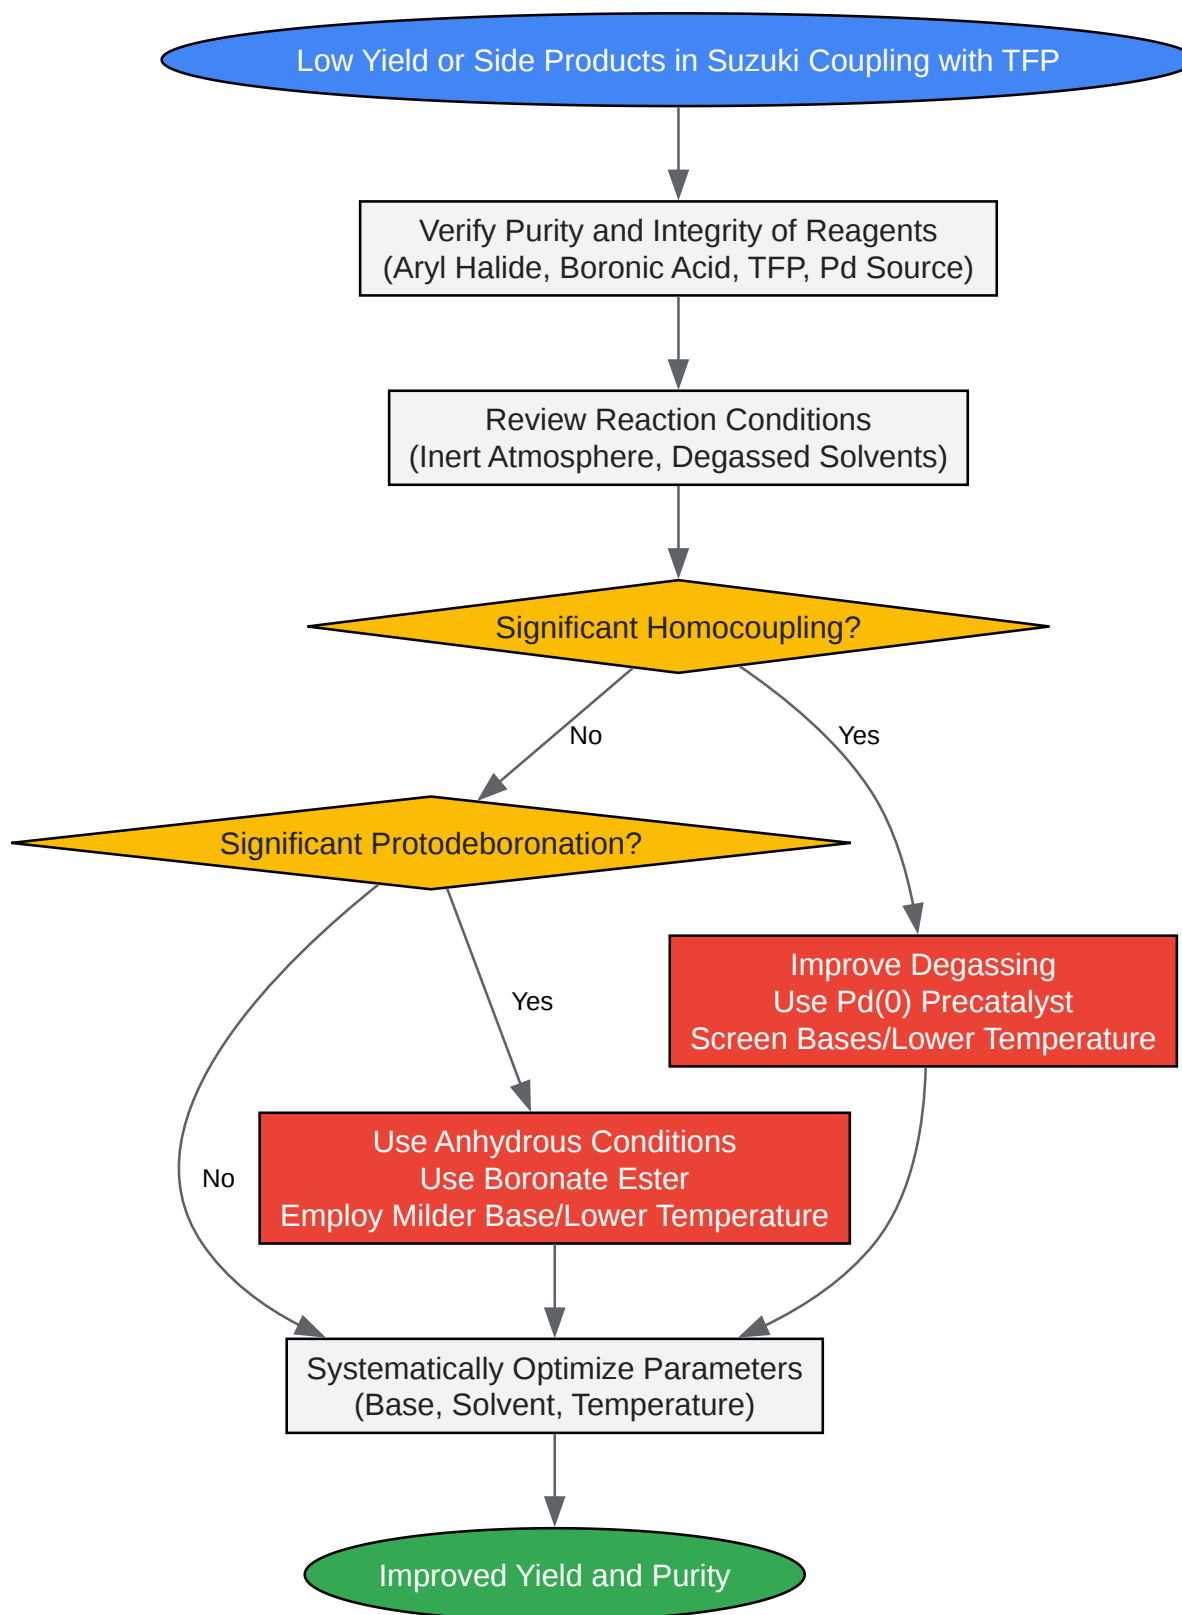 Low Yield or Side Products in Suzuki Coupling with TFP
Verify Purity and Integrity of Reagents
(Aryl Halide, Boronic Acid, TFP, Pd Source)
Review Reaction Conditions
(Inert Atmosphere, Degassed Solvents)
Significant Homocoupling?
No
Yes
Significant Protodeboronation?
Improve Degassing
Use Pd(0) Precatalyst
Screen Bases/Lower Temperature
Yes
Use Anhydrous Conditions
Use Boronate Ester
Employ Milder Base/Lower Temperature
No
Systematically Optimize Parameters
(Base, Solvent, Temperature)
Improved Yield and Purity